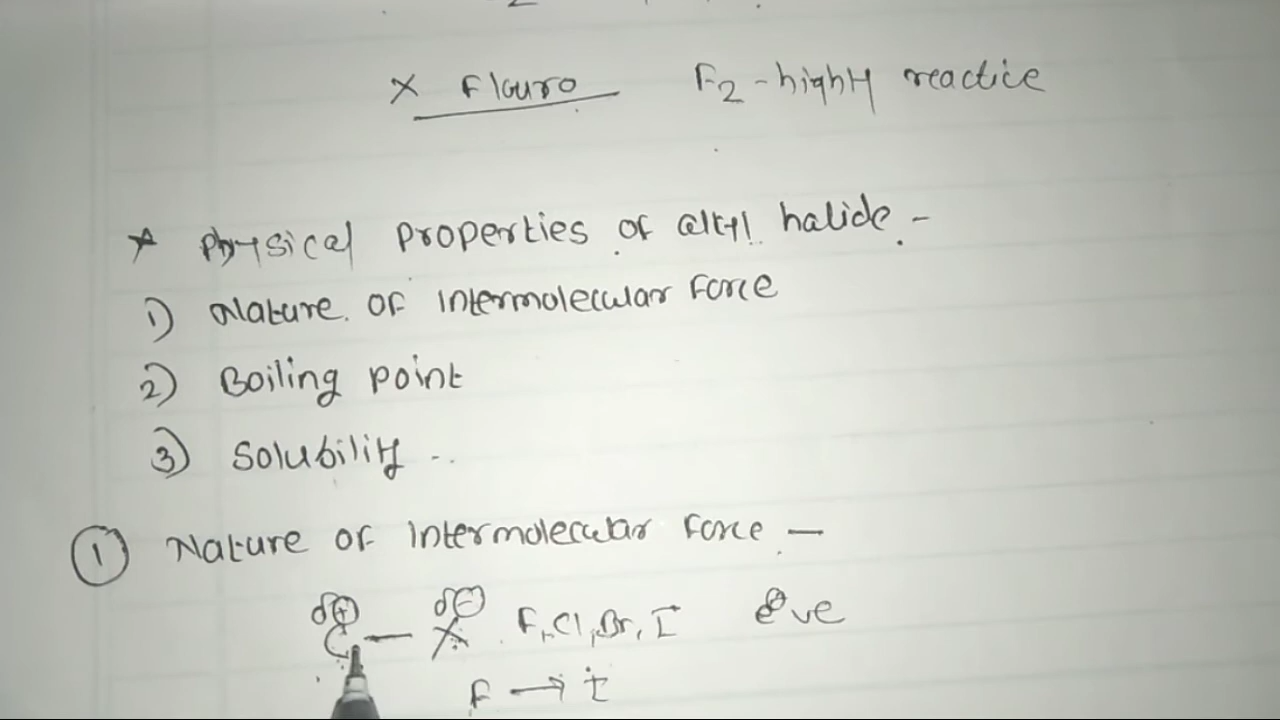 × Flouro F2 - highly reactice
* Physical properties of alkyl halide -
1) Nature of intermolecular Force
2) Boiling point
3) Solubility ..
① Nature of intermolecular Force -
δ⊕ δ⊖
C - X F, Cl, Br, I
F → I